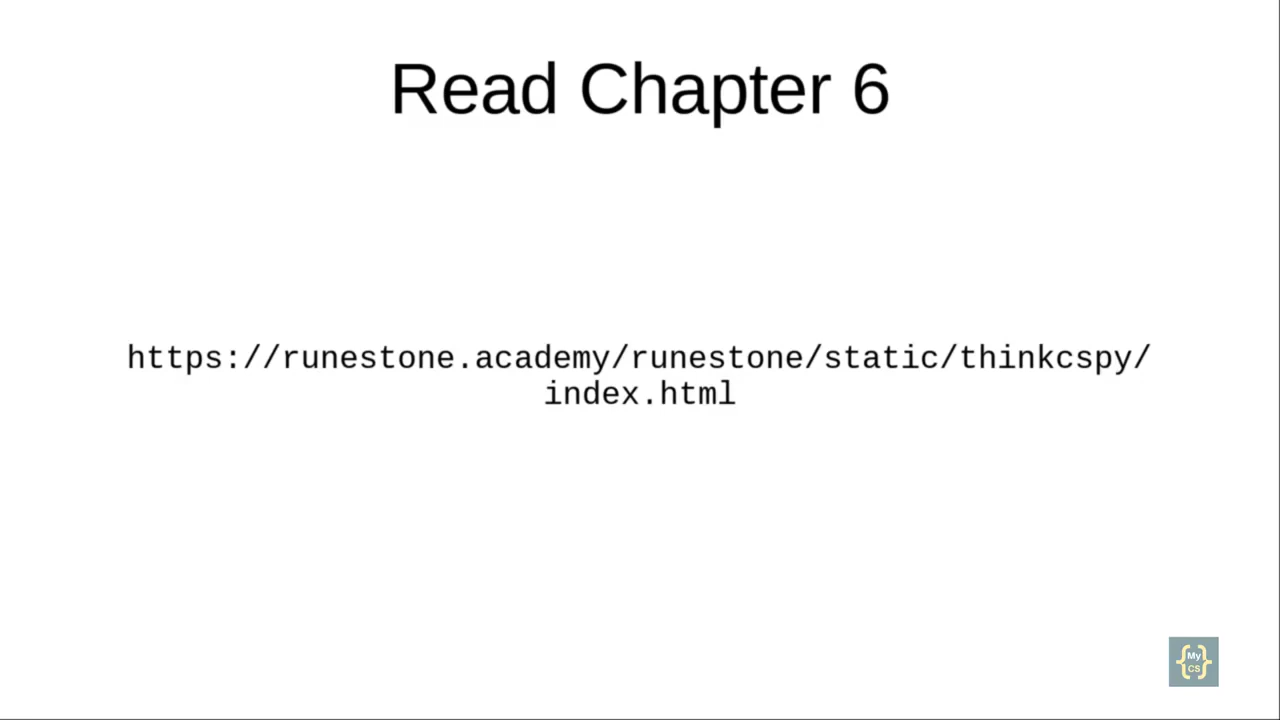 Read Chapter 6
https://runestone.academy/runestone/static/thinkcspy/
index.html
{My
CS}